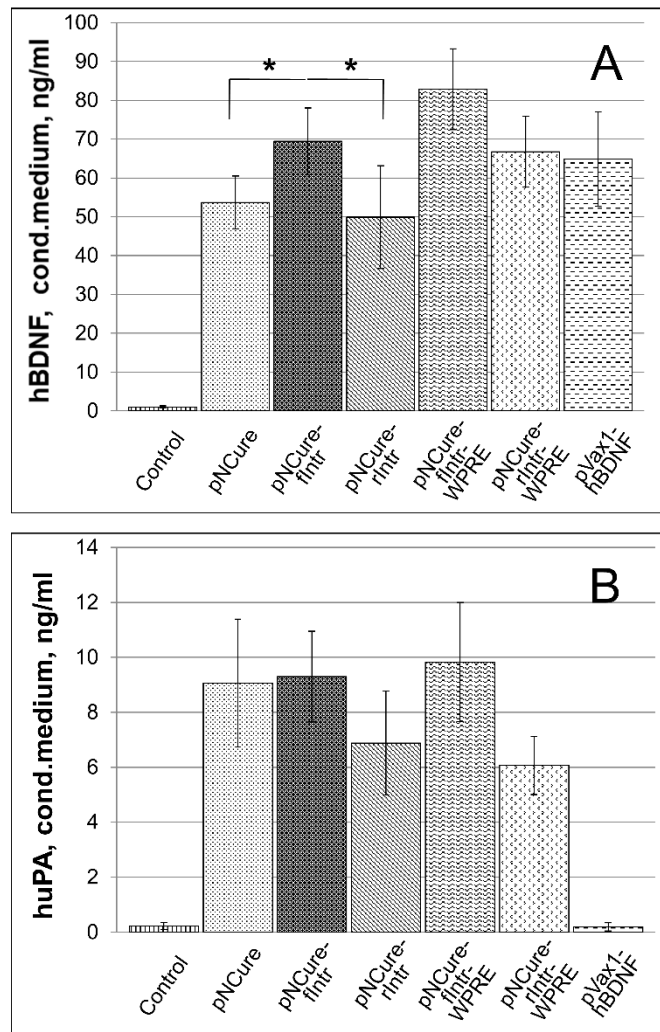 A
hBDNF, cond.medium, ng/ml
100
90
80
70
60
50
40
30
20
10
0
* *
Control
pNCure
pNCure-
fIntr
pNCure-
rIntr
pNCure-
fIntr-
WPRE
pNCure-
rIntr-
WPRE
pVax1-
hBDNF
B
huPA, cond.medium, ng/ml
14
12
10
8
6
4
2
0
Control
pNCure
pNCure-
fIntr
pNCure-
rIntr
pNCure-
fIntr-
WPRE
pNCure-
rIntr-
WPRE
pVax1-
hBDNF